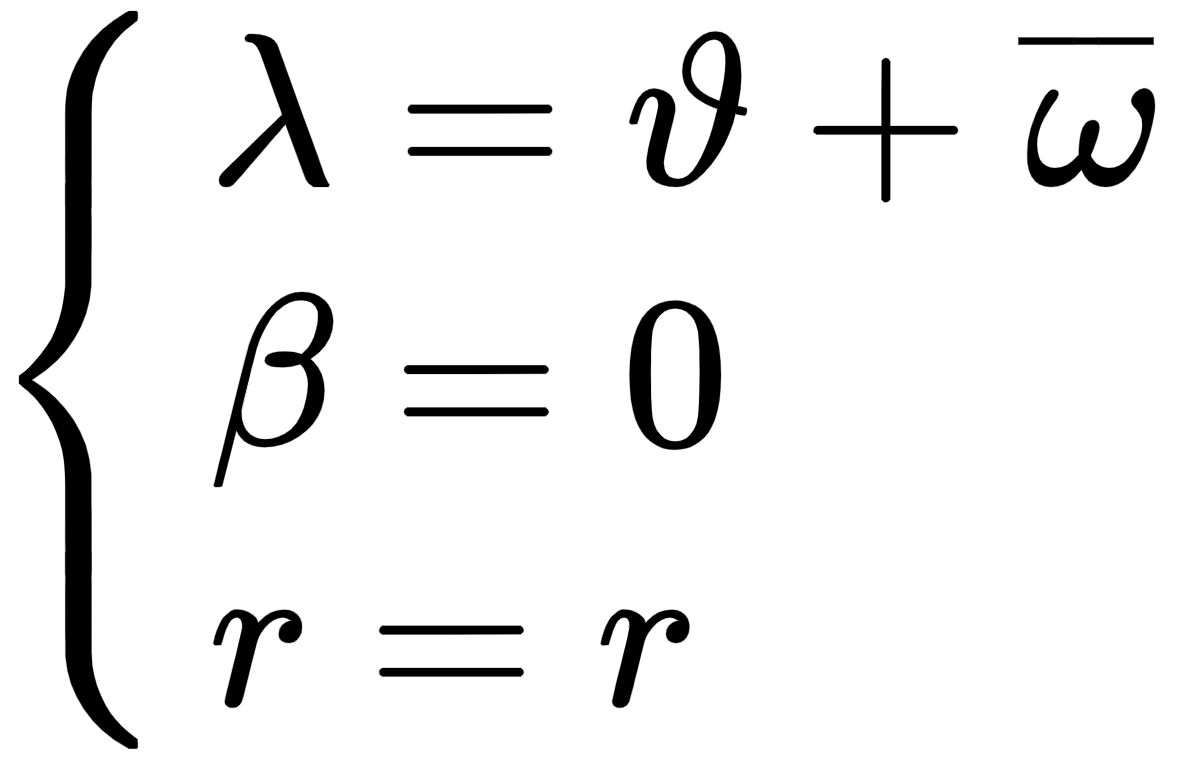 λ = ϑ + ω̅
β = 0
r = r